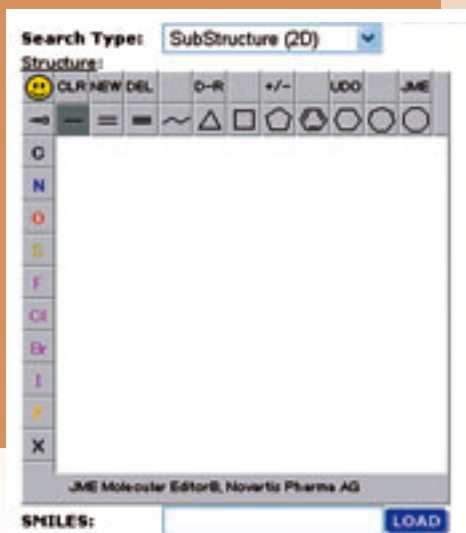 Search Type: SubStructure (2D)
Structure:
CLR NEW DEL D-R +/- UDO JME
C
N
O
S
F
Cl
Br
I
P
X
JME Molecular Editor®, Novartis Pharma AG
SMILES: LOAD